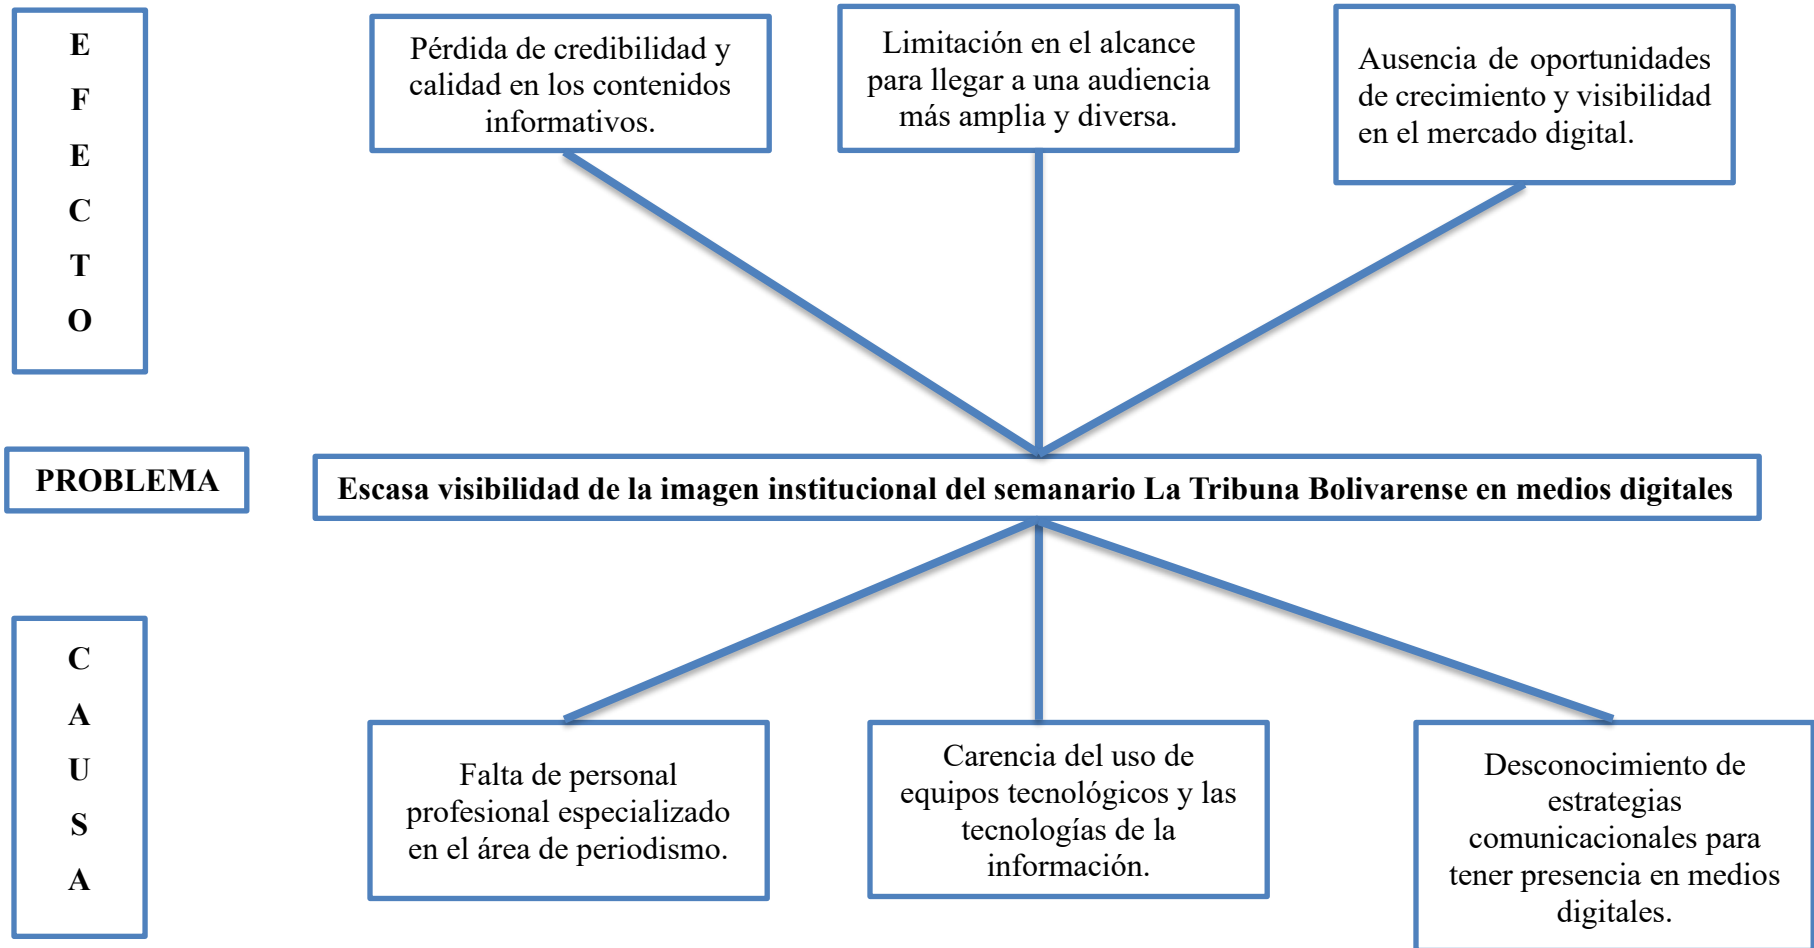 E
F
E
C
T
O
Pérdida de credibilidad y
calidad en los contenidos
informativos.
Limitación en el alcance
para llegar a una audiencia
más amplia y diversa.
Ausencia de oportunidades
de crecimiento y visibilidad
en el mercado digital.
PROBLEMA
Escasa visibilidad de la imagen institucional del semanario La Tribuna Bolivarense en medios digitales
C
A
U
S
A
Falta de personal
profesional especializado
en el área de periodismo.
Carencia del uso de
equipos tecnológicos y las
tecnologías de la
información.
Desconocimiento de
estrategias
comunicacionales para
tener presencia en medios
digitales.